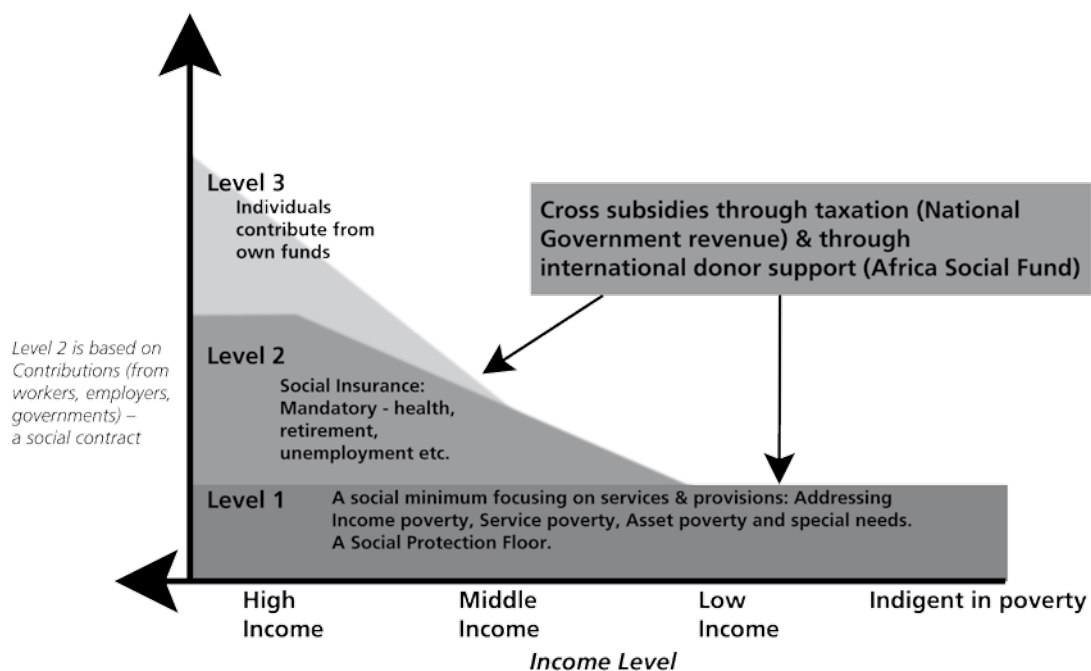 Level 3
Individuals
contribute from
own funds
Cross subsidies through taxation (National
Government revenue) & through
international donor support (Africa Social Fund)
Level 2 is based on
Contributions (from
workers, employers,
governments) –
a social contract
Level 2
Social Insurance:
Mandatory - health,
retirement,
unemployment etc.
Level 1
A social minimum focusing on services & provisions: Addressing
Income poverty, Service poverty, Asset poverty and special needs.
A Social Protection Floor.
High
Income
Middle
Income
Low
Income
Indigent in poverty
Income Level